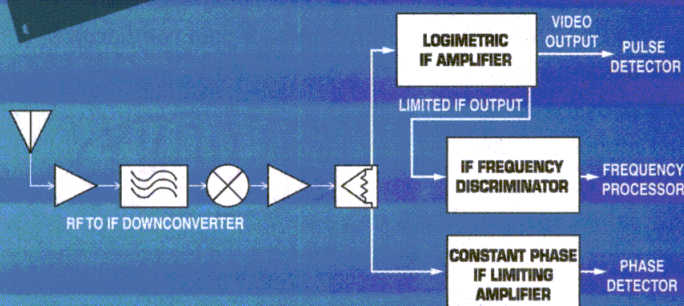 LOGIMETRIC
IF AMPLIFIER
VIDEO
OUTPUT
PULSE
DETECTOR
LIMITED IF OUTPUT
IF FREQUENCY
DISCRIMINATOR
FREQUENCY
PROCESSOR
RF TO IF DOWNCONVERTER
CONSTANT PHASE
IF LIMITING
AMPLIFIER
PHASE
DETECTOR